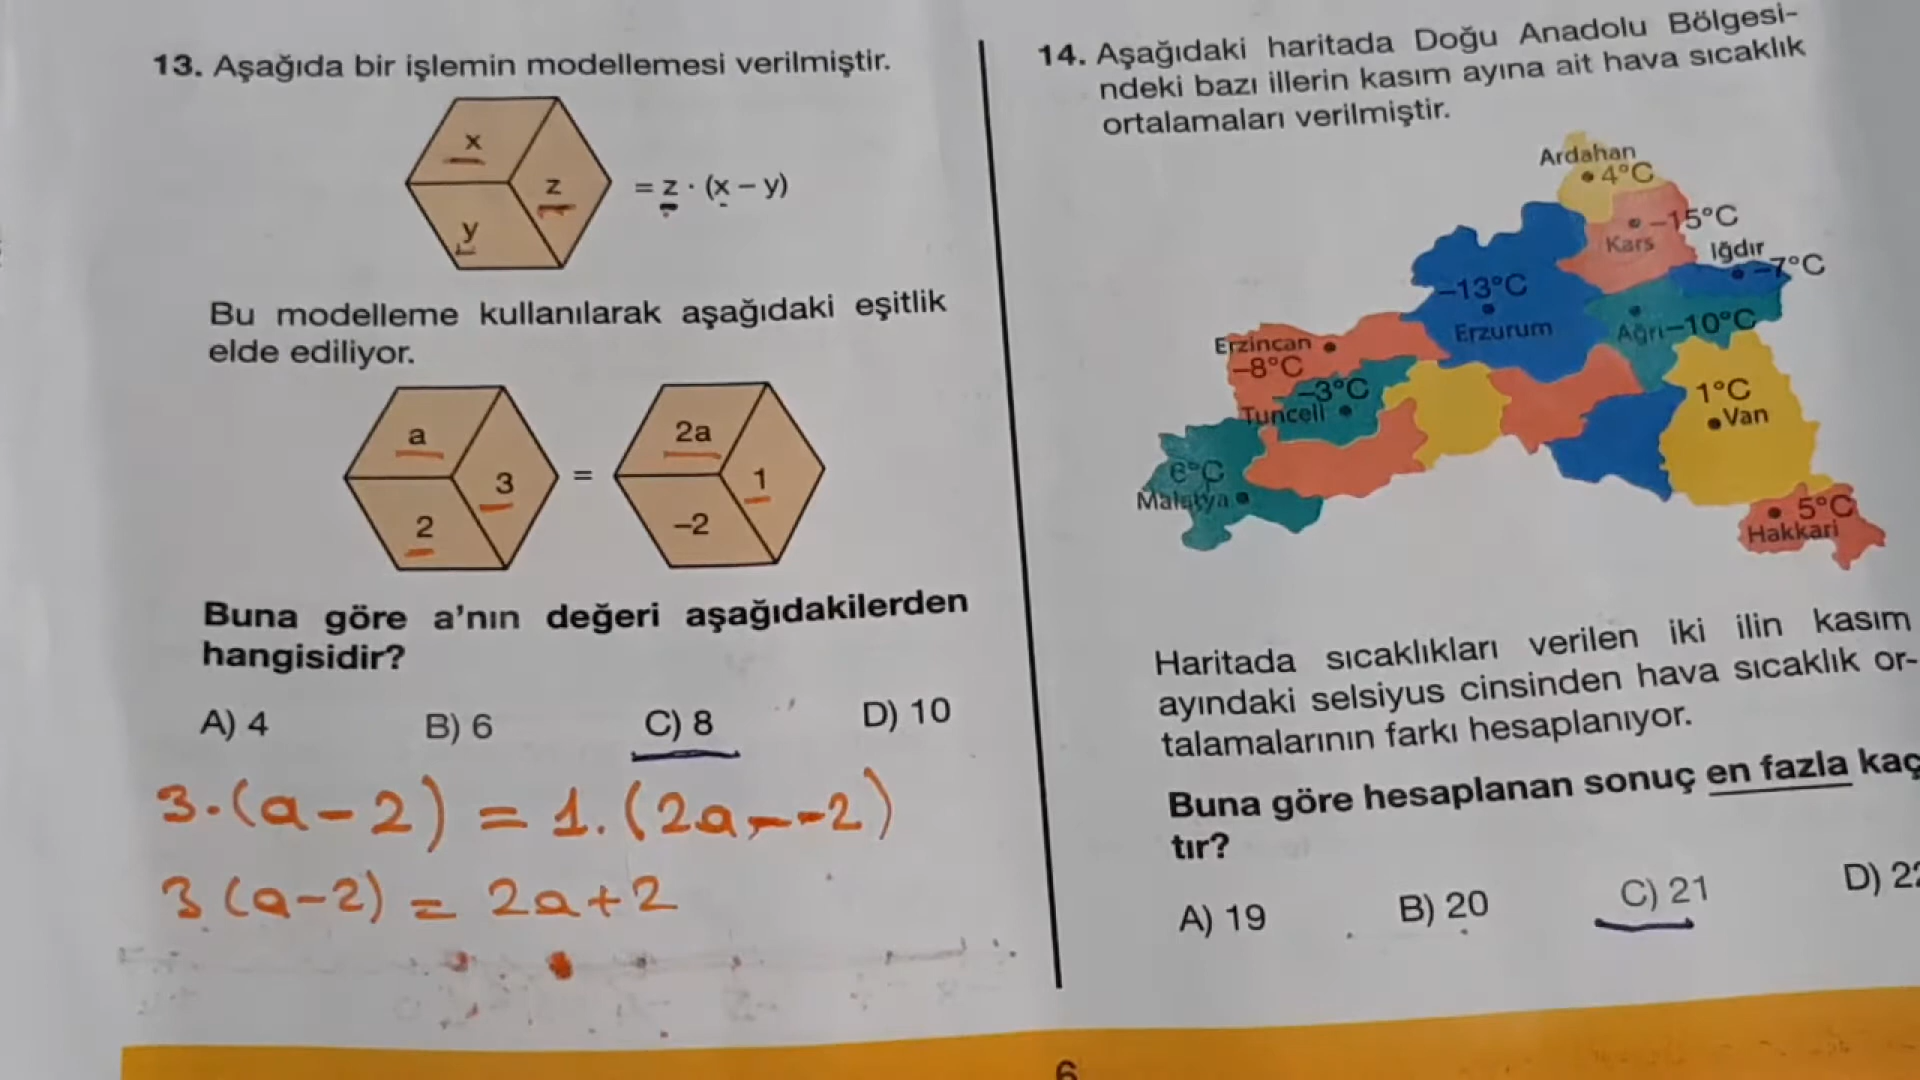 13. Aşağıda bir işlemin modellemesi verilmiştir.
x
z
y
= z · (x – y)
Bu modelleme kullanılarak aşağıdaki eşitlik
elde ediliyor.
a
3
2
=
2a
1
–2
Buna göre a'nın değeri aşağıdakilerden
hangisidir?
A) 4
B) 6
C) 8
D) 10
3.(a-2) = 1.(2a--2)
3(a-2) = 2a+2
14. Aşağıdaki haritada Doğu Anadolu Bölgesi-
ndeki bazı illerin kasım ayına ait hava sıcaklık
ortalamaları verilmiştir.
Ardahan
4°C
–15°C
Kars
Iğdır
–7°C
–13°C
Erzurum
Ağrı –10°C
Erzincan
–8°C
–3°C
Tunceli
1°C
Van
6°C
Malatya
5°C
Hakkari
Haritada sıcaklıkları verilen iki ilin kasım
ayındaki selsiyus cinsinden hava sıcaklık or-
talamalarının farkı hesaplanıyor.
Buna göre hesaplanan sonuç en fazla kaç
tır?
A) 19
B) 20
C) 21
D) 22
6